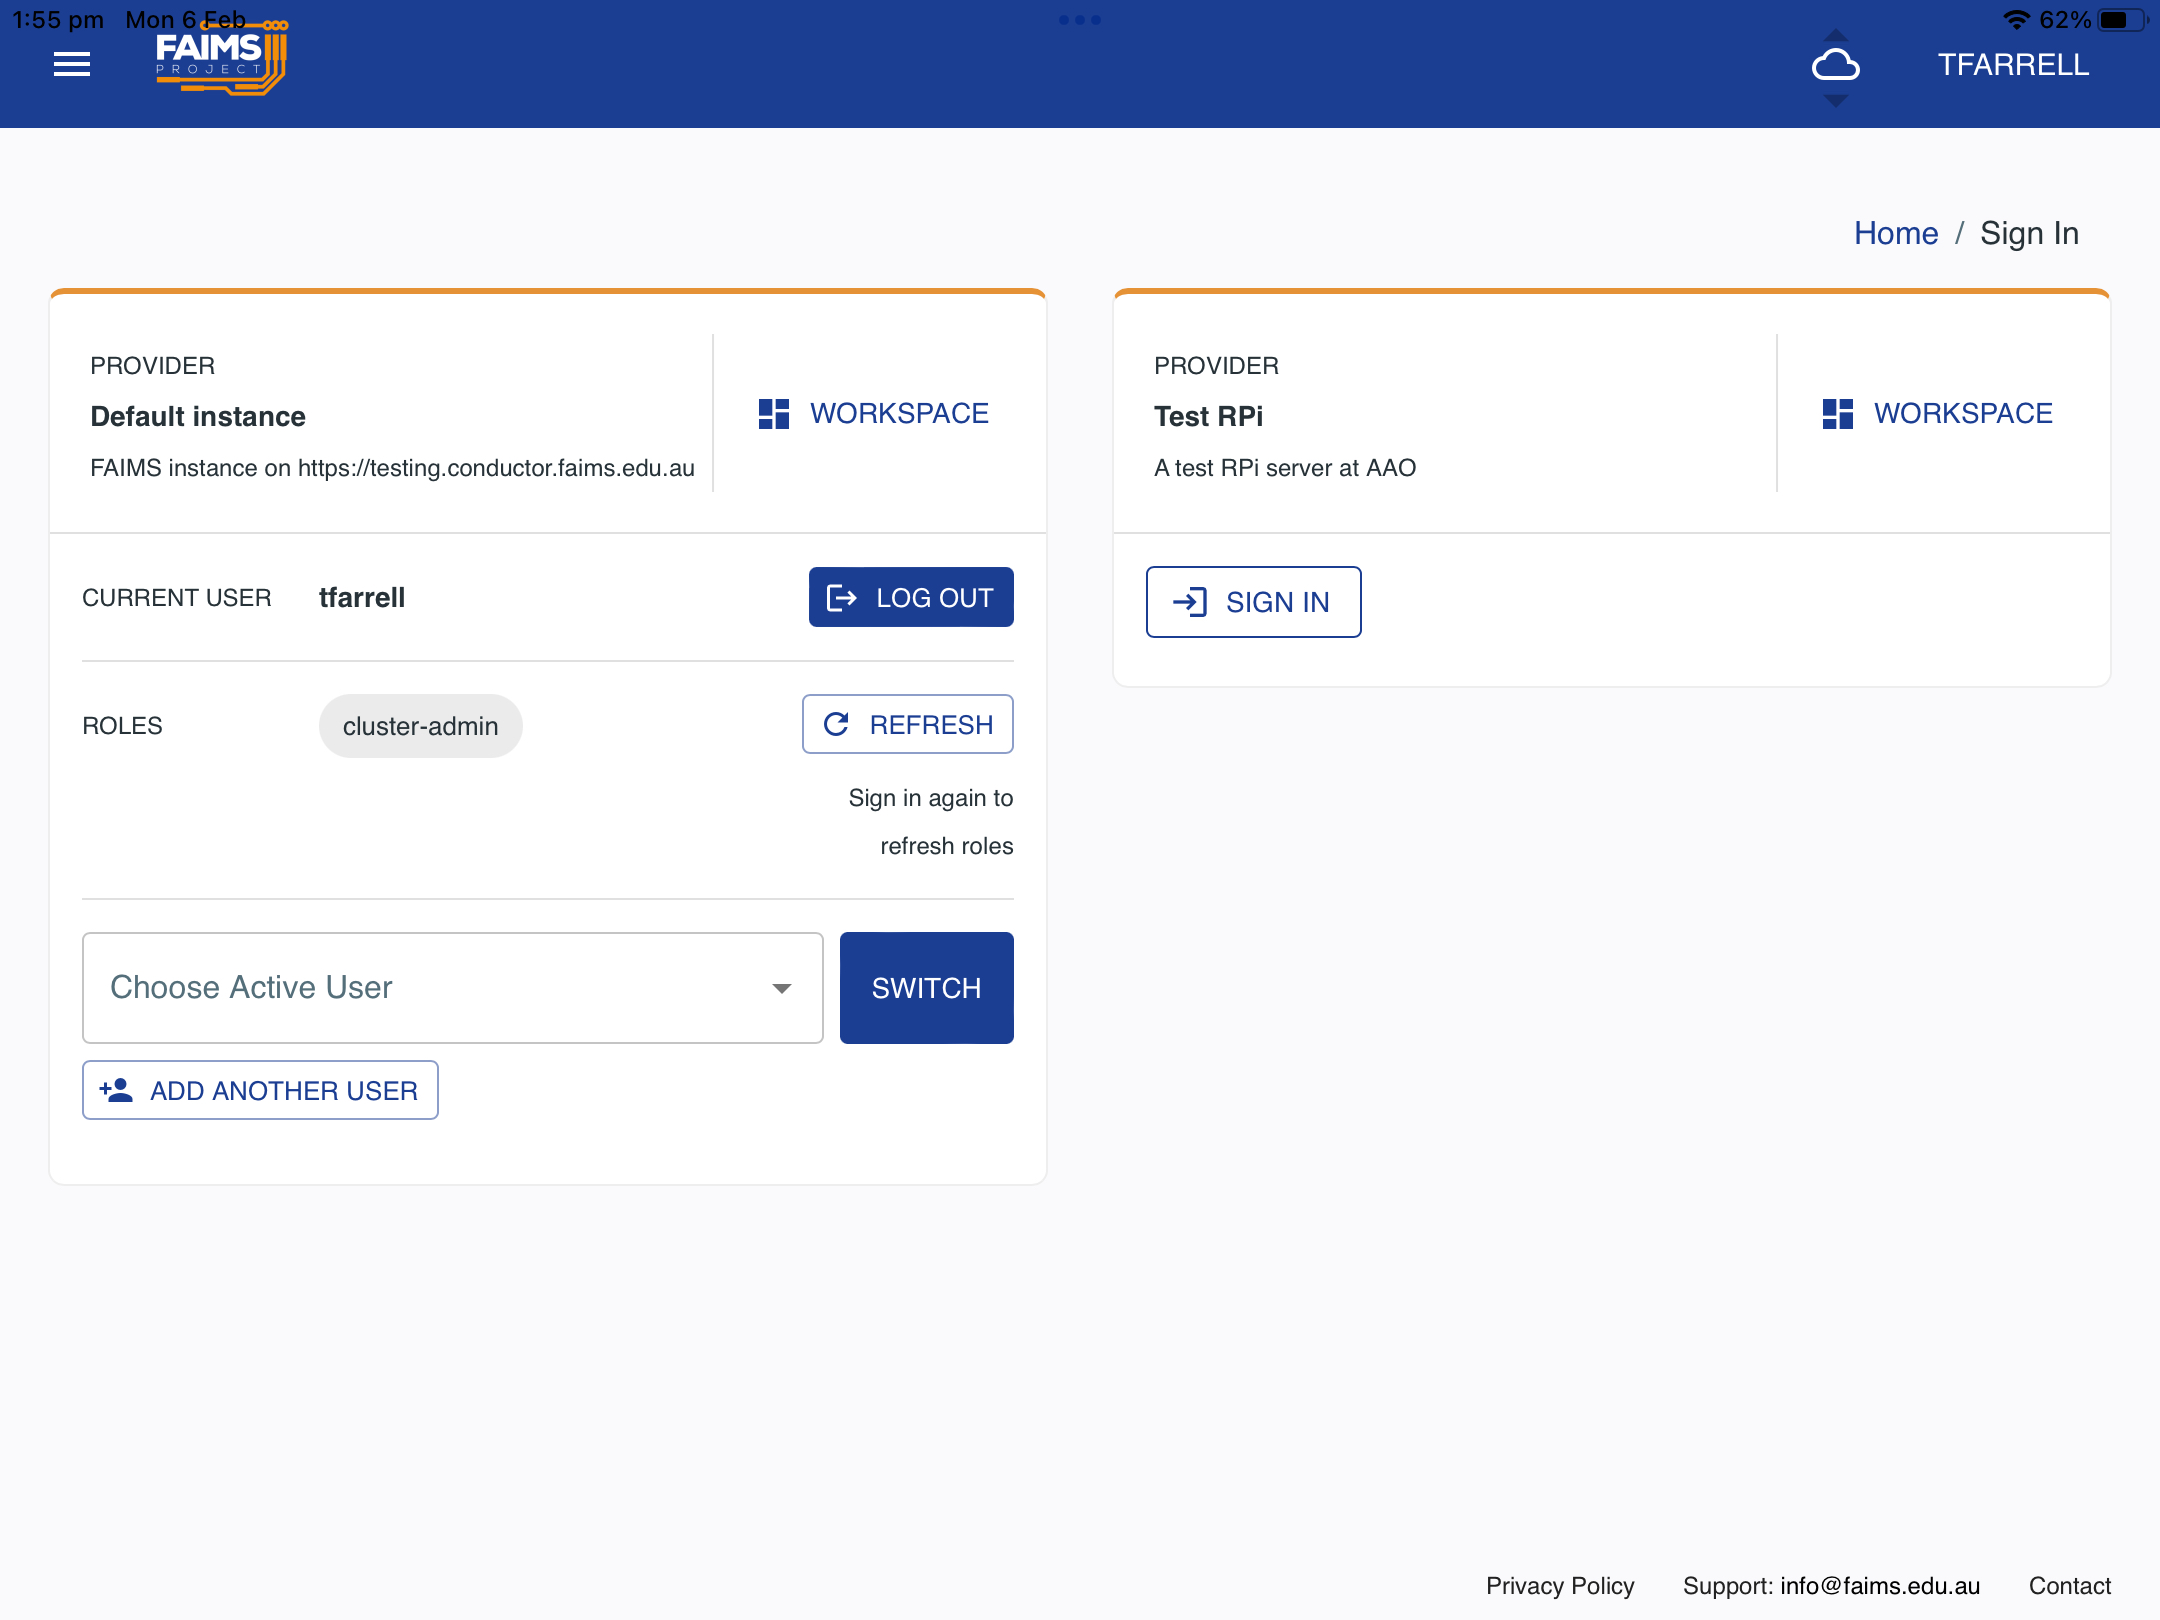 1:55 pm Mon 6 Feb
62%
FAIMS
PROJECT
TFARRELL
Home / Sign In
PROVIDER
Default instance
FAIMS instance on https://testing.conductor.faims.edu.au
WORKSPACE
CURRENT USER tfarrell
LOG OUT
ROLES cluster-admin
REFRESH
Sign in again to
refresh roles
Choose Active User
SWITCH
ADD ANOTHER USER
PROVIDER
Test RPi
A test RPi server at AAO
WORKSPACE
SIGN IN
Privacy Policy Support: info@faims.edu.au Contact